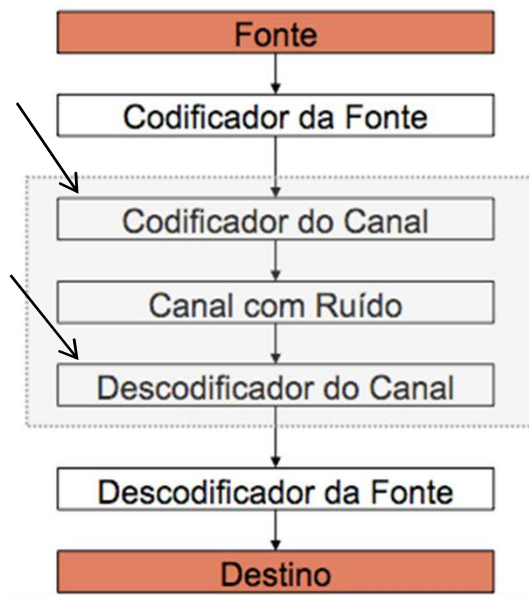 Fonte
Codificador da Fonte
Codificador do Canal
Canal com Ruído
Descodificador do Canal
Descodificador da Fonte
Destino